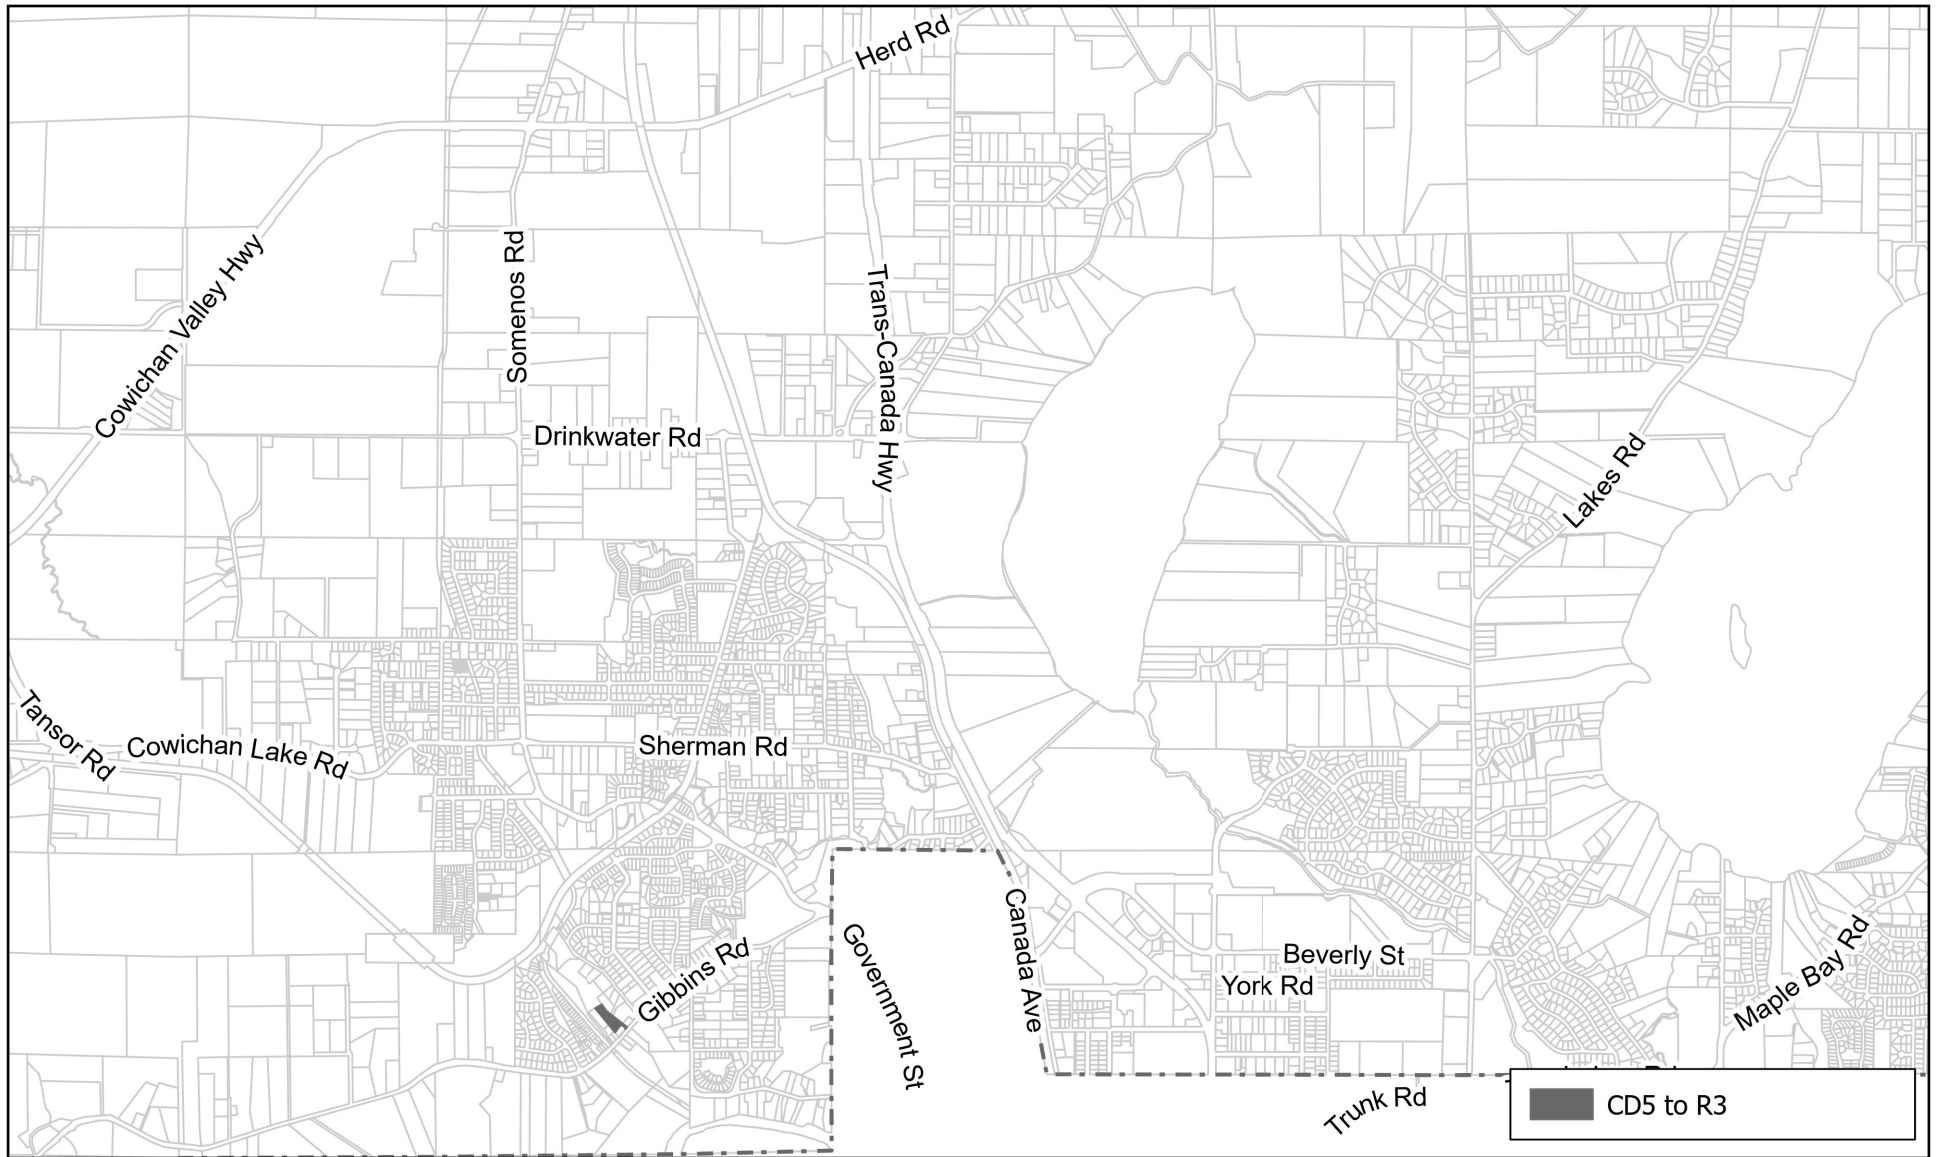 Herd Rd
Cowichan Valley Hwy
Somenos Rd
Trans-Canada Hwy
Drinkwater Rd
Lakes Rd
Tansor Rd
Cowichan Lake Rd
Sherman Rd
Gibbins Rd
Government St
Canada Ave
Beverly St
York Rd
Maple Bay Rd
Trunk Rd
CD5 to R3